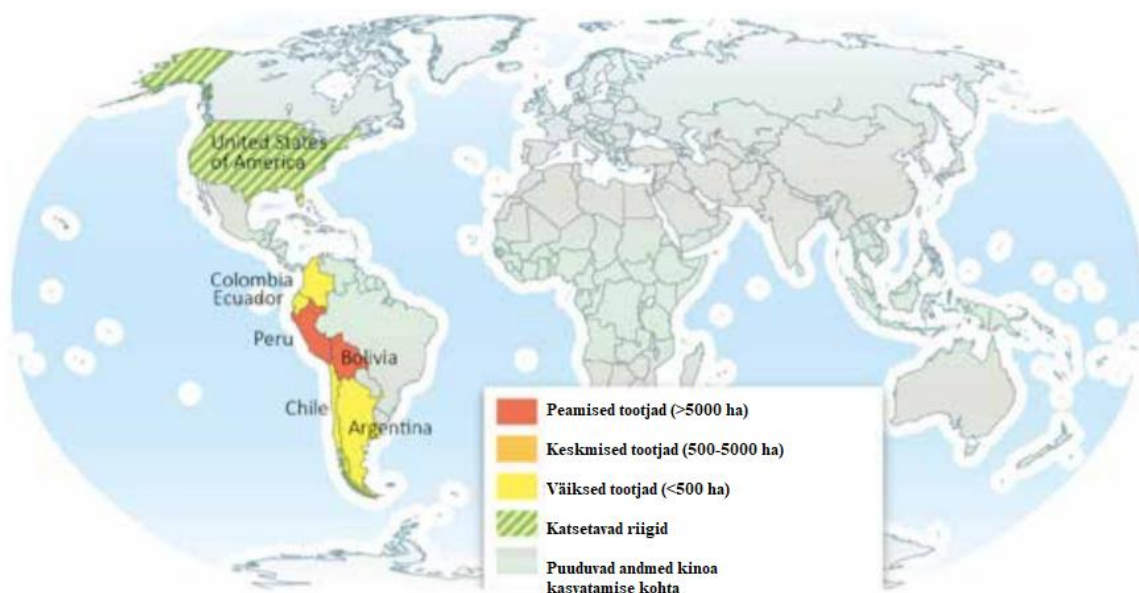 United States
of America
Colombia
Ecuador
Peru
Bolivia
Chile
Argentina
Peamised tootjad (>5000 ha)
Keskmised tootjad (500-5000 ha)
Väiksed tootjad (<500 ha)
Katsetavad riigid
Puuduvad andmed kinoa
kasvatamise kohta